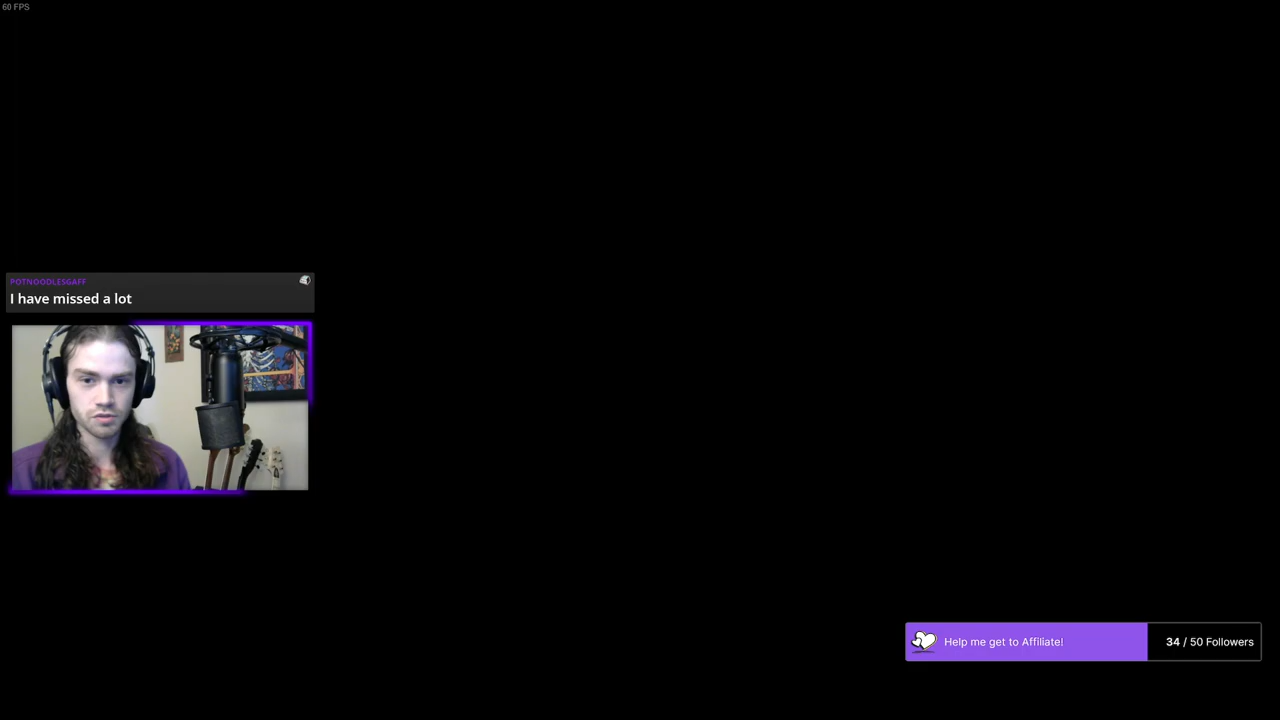 60 FPS
POTNOODLESGAFF
I have missed a lot
Help me get to Affiliate!
34 / 50 Followers